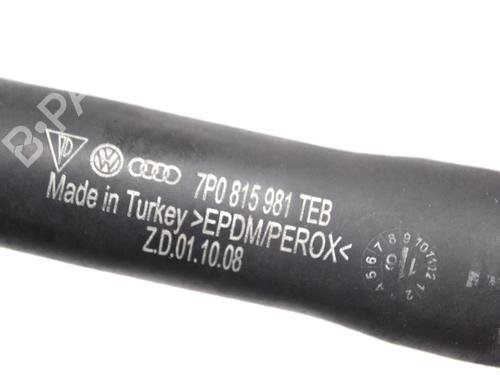 7P0 815 981 TEB
Made in Turkey >EPDM/PEROX<
Z.D.01.10.08